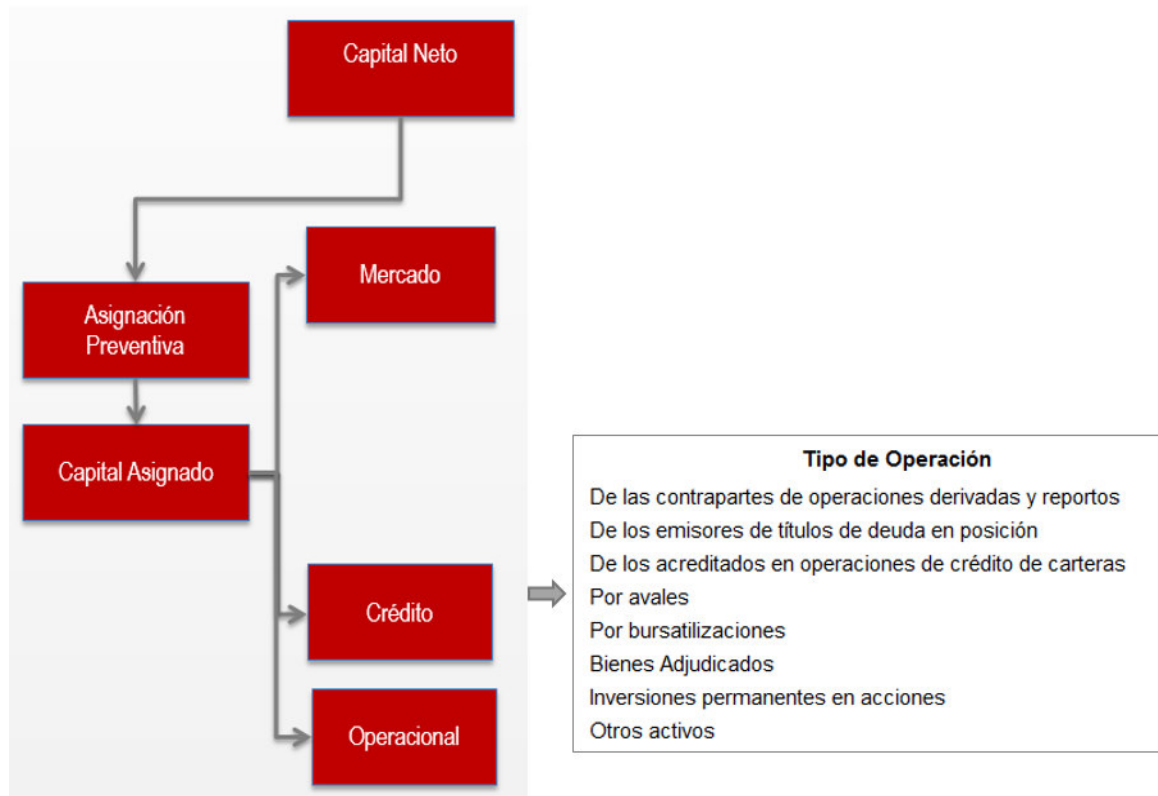 Capital Neto
Mercado
Asignación
Preventiva
Capital Asignado
Crédito
Operacional
Tipo de Operación
De las contrapartes de operaciones derivadas y reportos
De los emisores de títulos de deuda en posición
De los acreditados en operaciones de crédito de carteras
Por avales
Por bursatilizaciones
Bienes Adjudicados
Inversiones permanentes en acciones
Otros activos